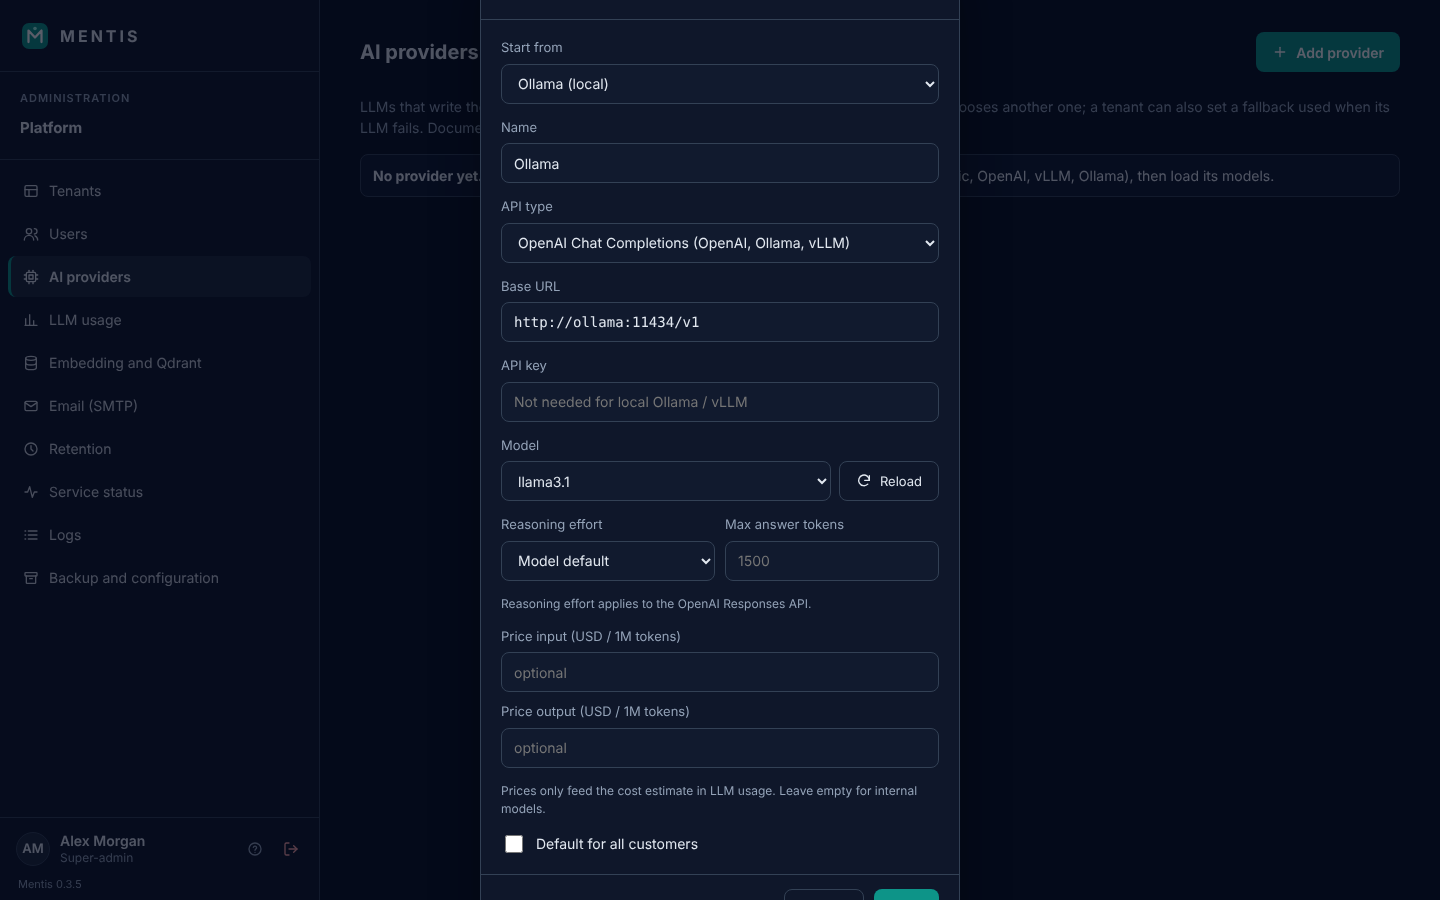 MENTIS
ADMINISTRATION
Platform
Tenants
Users
AI providers
LLM usage
Embedding and Qdrant
Email (SMTP)
Retention
Service status
Logs
Backup and configuration
AM
Alex Morgan
Super-admin
Mentis 0.3.5
AI providers
Add provider
LLMs that write th
ooses another one; a tenant can also set a fallback used when its
LLM fails. Docume
No provider yet.
c, OpenAI, vLLM, Ollama), then load its models.
Start from
Ollama (local)
Name
Ollama
API type
OpenAI Chat Completions (OpenAI, Ollama, vLLM)
Base URL
http://ollama:11434/v1
API key
Not needed for local Ollama / vLLM
Model
llama3.1
Reload
Reasoning effort
Max answer tokens
Model default
1500
Reasoning effort applies to the OpenAI Responses API.
Price input (USD / 1M tokens)
optional
Price output (USD / 1M tokens)
optional
Prices only feed the cost estimate in LLM usage. Leave empty for internal
models.
Default for all customers